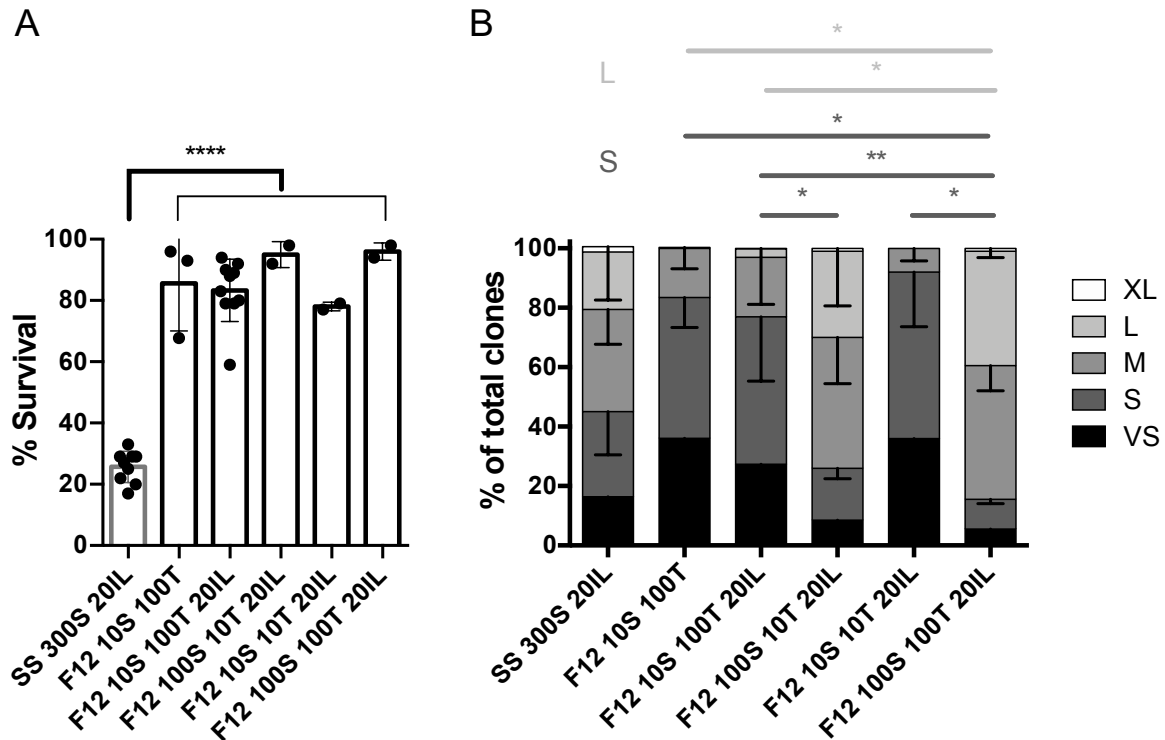 A
% Survival
100
80
60
40
20
0
****
SS 300S 20IL
F12 10S 100T
F12 10S 100T 20IL
F12 100S 10T 20IL
F12 10S 10T 20IL
F12 100S 100T 20IL
B
L
*
*
S
*
**
*
*
% of total clones
100
80
60
40
20
0
SS 300S 20IL
F12 10S 100T
F12 10S 100T 20IL
F12 100S 10T 20IL
F12 10S 10T 20IL
F12 100S 100T 20IL
XL
L
M
S
VS